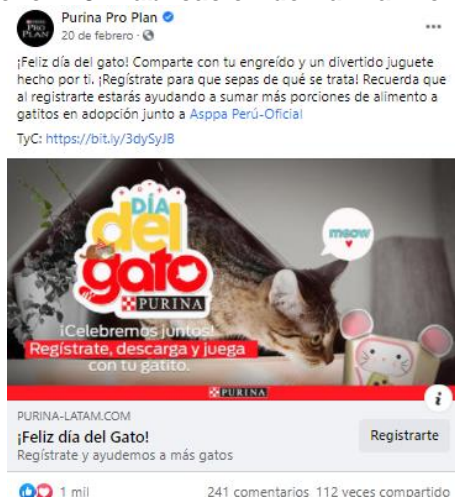 Purina Pro Plan
20 de febrero ·
¡Feliz día del gato! Comparte con tu engreído y un divertido juguete
hecho por ti. ¡Regístrate para que sepas de qué se trata! Recuerda que
al registrarte estarás ayudando a sumar más porciones de alimento a
gatitos en adopción junto a Asppa Perú-Oficial
TyC: https://bit.ly/3dySyJB
DÍA
del
gato
PURINA
meow
¡Celebremos juntos!
Regístrate, descarga y juega
con tu gatito.
PURINA
PURINA-LATAM.COM
¡Feliz día del Gato!
Regístrate y ayudemos a más gatos
Registrarte
1 mil
241 comentarios 112 veces compartido